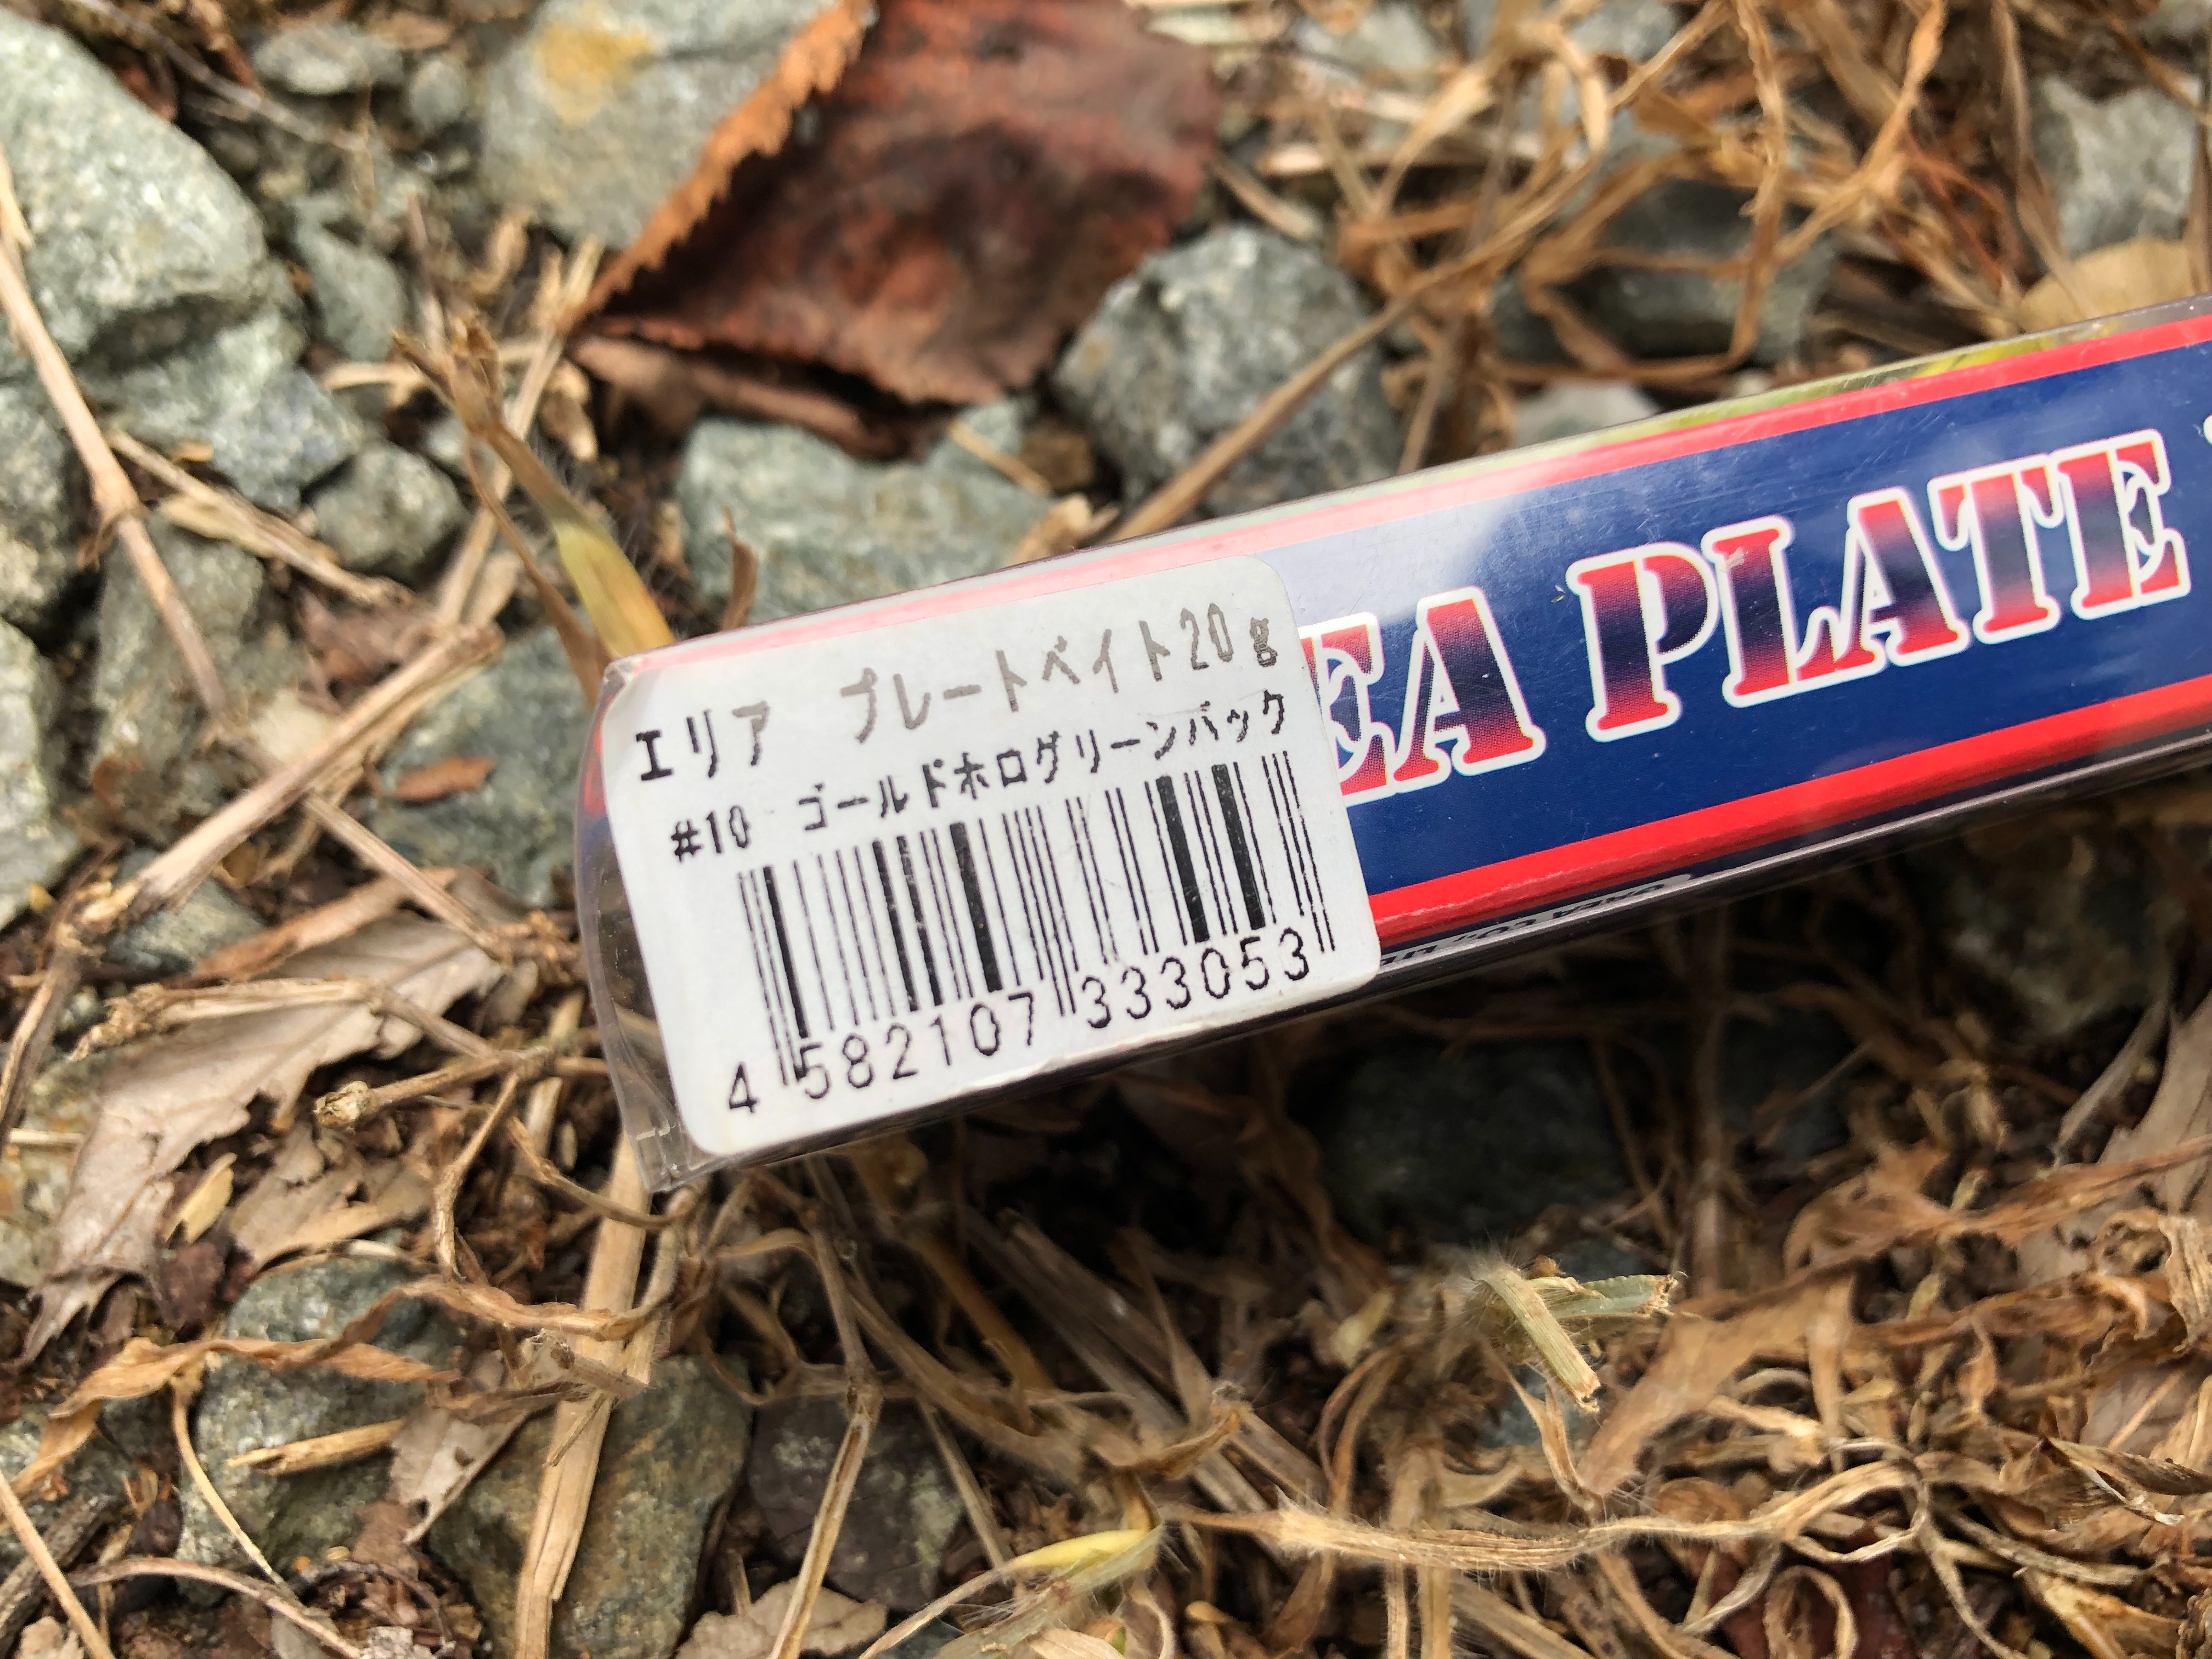 エリア プレートベイト20g
#10 ゴールドホログリーンバック
4 582107 333053
EA PLATE